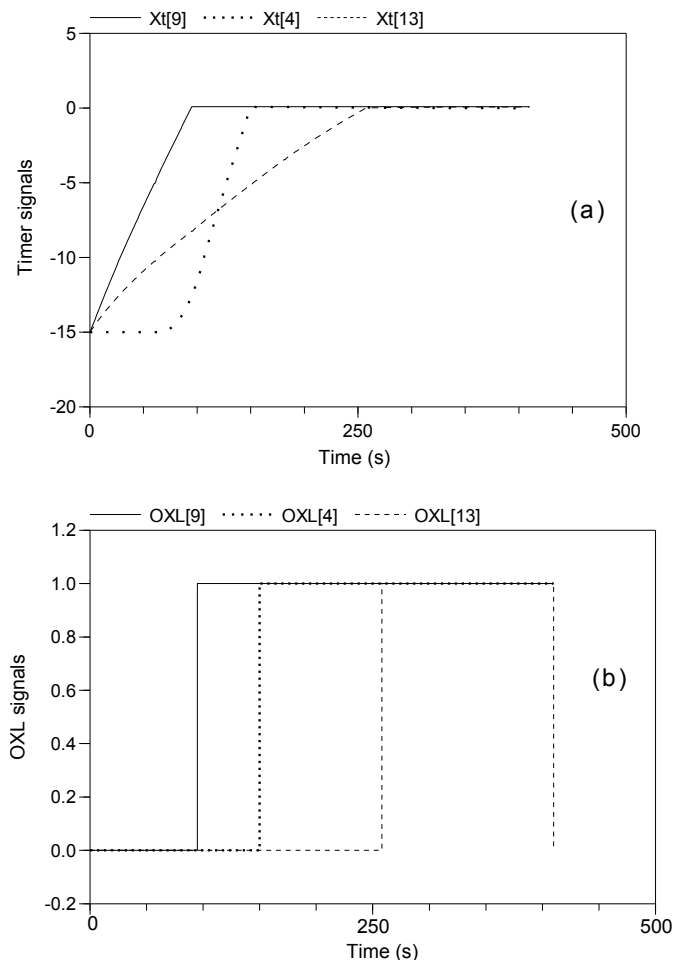 Xt[9] Xt[4] Xt[13]
5
0
-5
-10
-15
-20
Timer signals
(a)
0 250 500
Time (s)
OXL[9] OXL[4] OXL[13]
1.2
1.0
0.8
0.6
0.4
0.2
0.0
-0.2
OXL signals
(b)
0 250 500
Time (s)